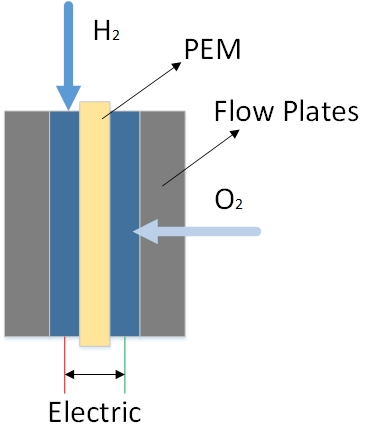 H₂
PEM
Flow Plates
O₂
Electric